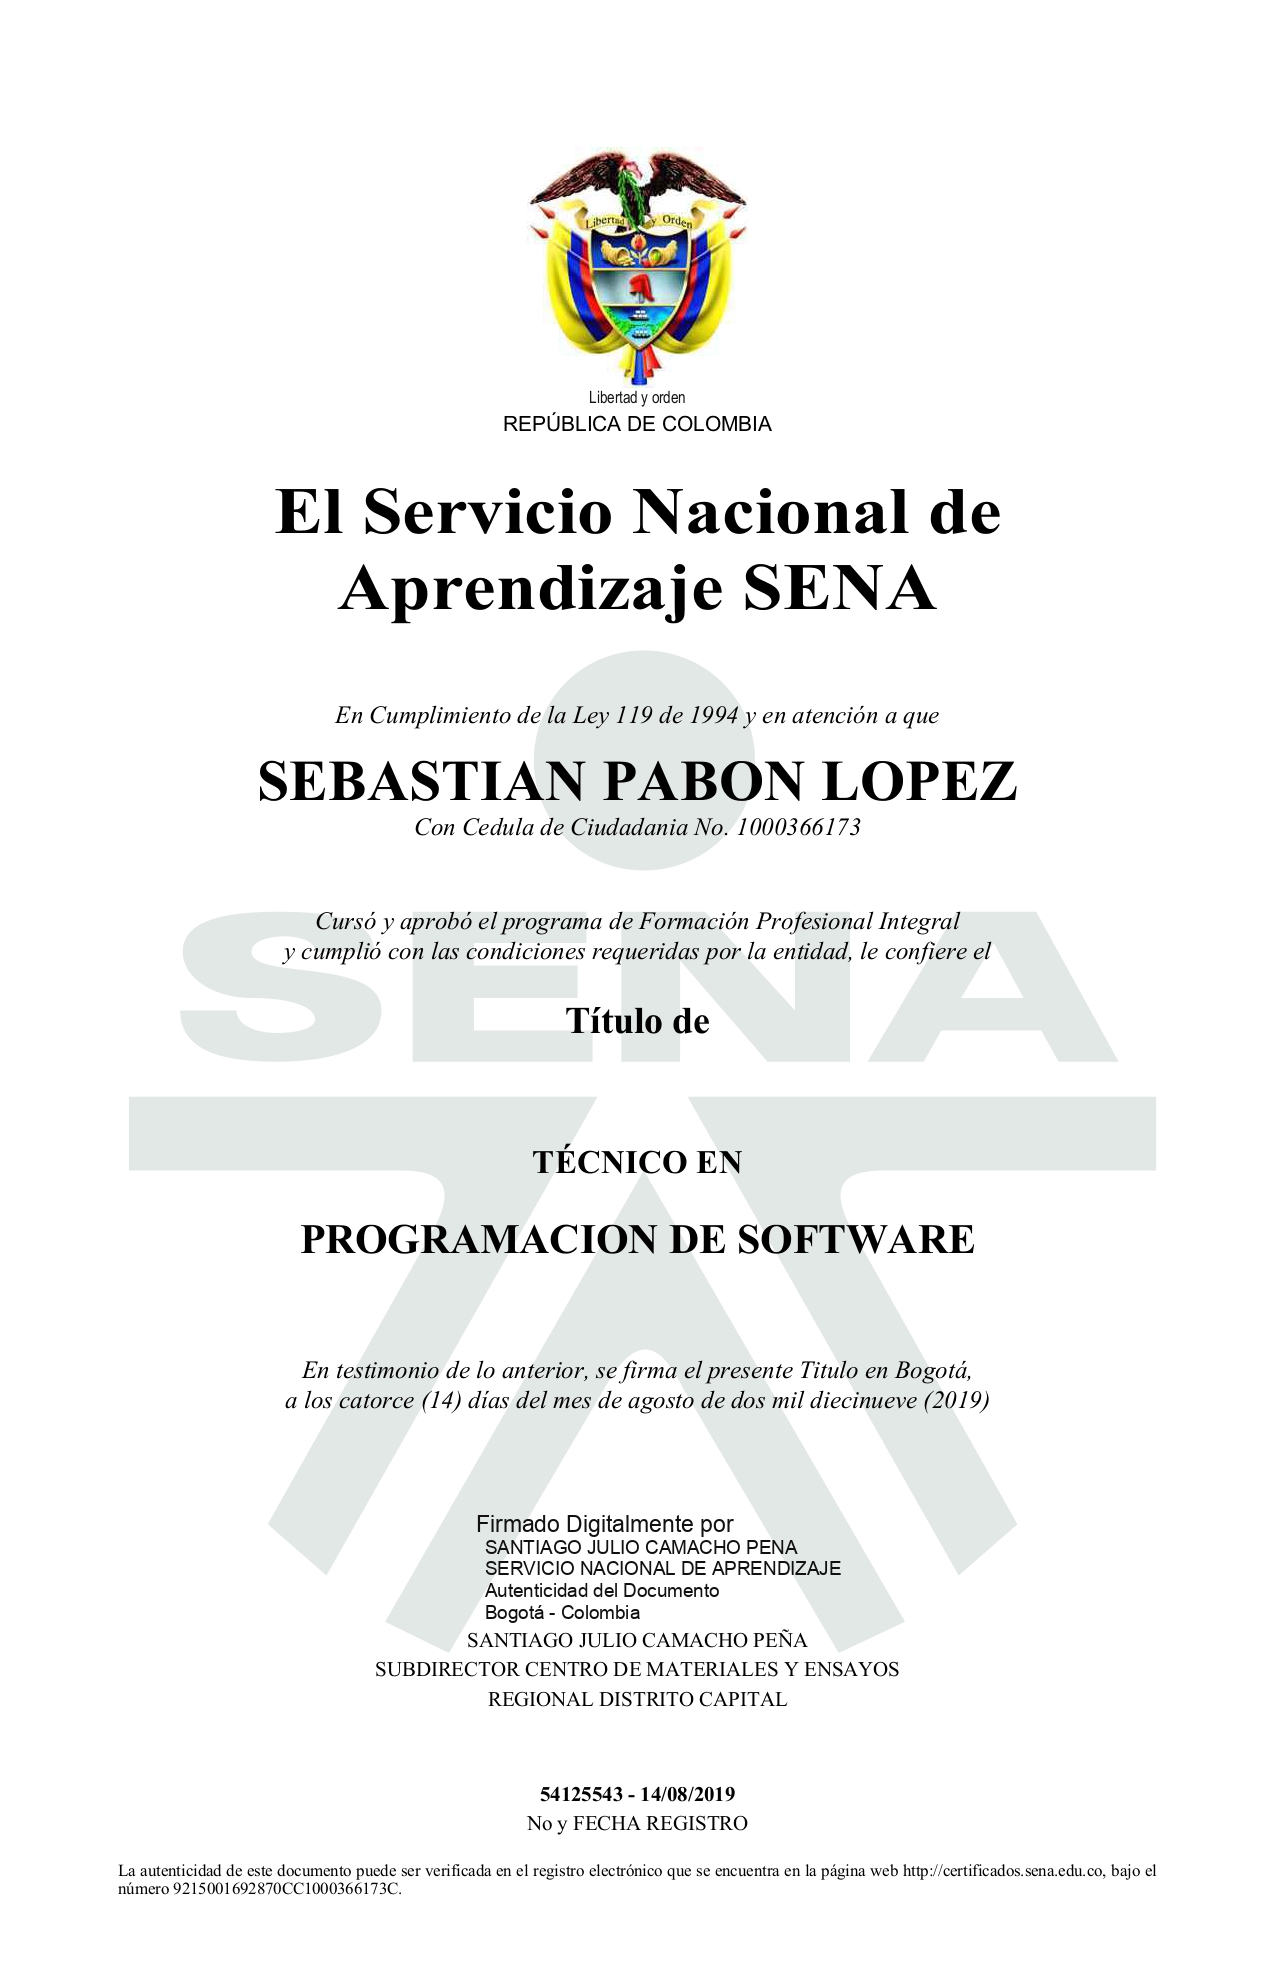 Libertad y Orden
Libertad y orden
REPÚBLICA DE COLOMBIA
El Servicio Nacional de
Aprendizaje SENA
En Cumplimiento de la Ley 119 de 1994 y en atención a que
SEBASTIAN PABON LOPEZ
Con Cedula de Ciudadania No. 1000366173
SENA
Cursó y aprobó el programa de Formación Profesional Integral
y cumplió con las condiciones requeridas por la entidad, le confiere el
Título de
TÉCNICO EN
PROGRAMACION DE SOFTWARE
En testimonio de lo anterior, se firma el presente Titulo en Bogotá,
a los catorce (14) días del mes de agosto de dos mil diecinueve (2019)
Firmado Digitalmente por
SANTIAGO JULIO CAMACHO PENA
SERVICIO NACIONAL DE APRENDIZAJE
Autenticidad del Documento
Bogotá - Colombia
SANTIAGO JULIO CAMACHO PEÑA
SUBDIRECTOR CENTRO DE MATERIALES Y ENSAYOS
REGIONAL DISTRITO CAPITAL
54125543 - 14/08/2019
No y FECHA REGISTRO
La autenticidad de este documento puede ser verificada en el registro electrónico que se encuentra en la página web http://certificados.sena.edu.co, bajo el
número 9215001692870CC1000366173C.